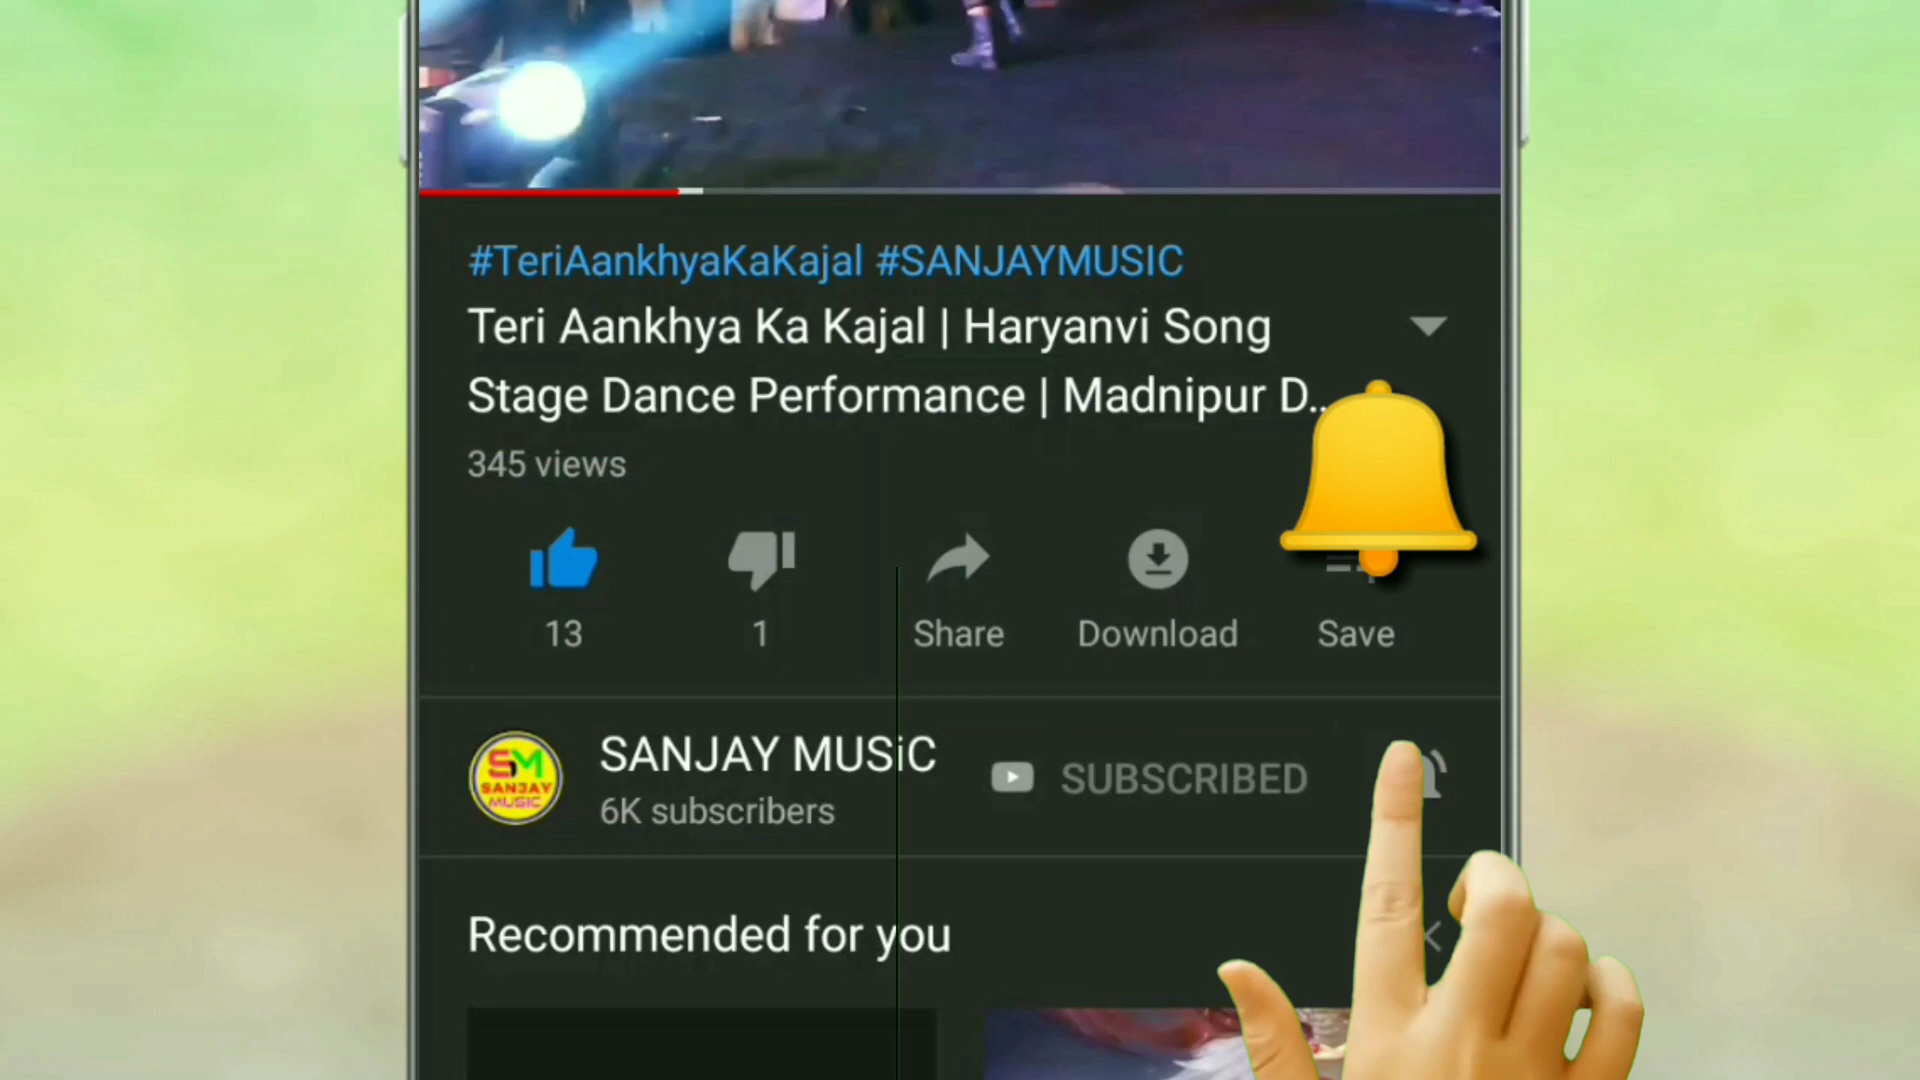 #TeriAankhyaKaKajal #SANJAYMUSIC
Teri Aankhya Ka Kajal | Haryanvi Song
Stage Dance Performance | Madnipur D..
345 views
13
1
Share
Download
Save
SM
SANJAY
MUSIC
SANJAY MUSiC
6K subscribers
SUBSCRIBED
Recommended for you